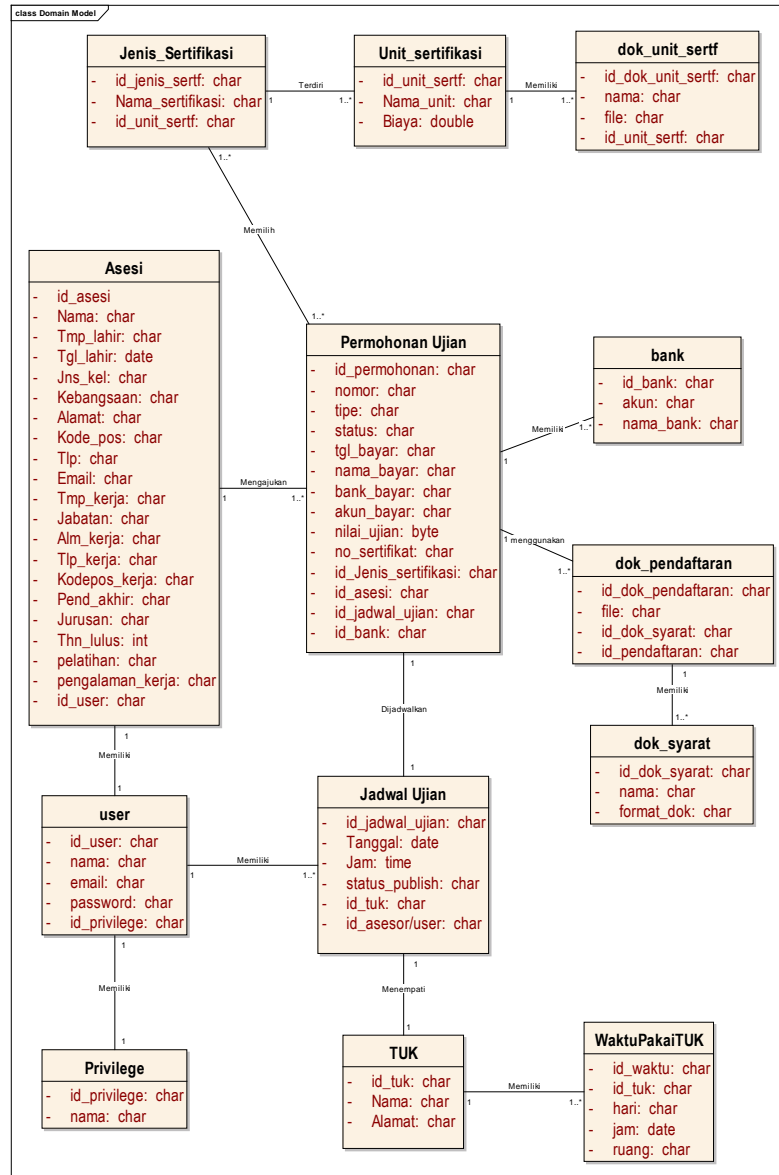 class Domain Model
Jenis_Sertifikasi
- id_jenis_sertf: char
- Nama_sertifikasi: char
- id_unit_sertf: char
Terdiri
1
1..*
Unit_sertifikasi
- id_unit_sertf: char
- Nama_unit: char
- Biaya: double
Memiliki
1
1..*
dok_unit_sertf
- id_dok_unit_sertf: char
- nama: char
- file: char
- id_unit_sertf: char
1..*
Memilih
1..*
Asesi
- id_asesi
- Nama: char
- Tmp_lahir: char
- Tgl_lahir: date
- Jns_kel: char
- Kebangsaan: char
- Alamat: char
- Kode_pos: char
- Tlp: char
- Email: char
- Tmp_kerja: char
- Jabatan: char
- Alm_kerja: char
- Tlp_kerja: char
- Kodepos_kerja: char
- Pend_akhir: char
- Jurusan: char
- Thn_lulus: int
- pelatihan: char
- pengalaman_kerja: char
- id_user: char
Mengajukan
1
1..*
Permohonan Ujian
- id_permohonan: char
- nomor: char
- tipe: char
- status: char
- tgl_bayar: char
- nama_bayar: char
- bank_bayar: char
- akun_bayar: char
- nilai_ujian: byte
- no_sertifikat: char
- id_Jenis_sertifikasi: char
- id_asesi: char
- id_jadwal_ujian: char
- id_bank: char
Memiliki
1
1..*
bank
- id_bank: char
- akun: char
- nama_bank: char
1
menggunakan
1..*
dok_pendaftaran
- id_dok_pendaftaran: char
- file: char
- id_dok_syarat: char
- id_pendaftaran: char
1
Memiliki
1..*
dok_syarat
- id_dok_syarat: char
- nama: char
- format_dok: char
1
Dijadwalkan
1
1
Memiliki
1
user
- id_user: char
- nama: char
- email: char
- password: char
- id_privilege: char
Memiliki
1
1..*
Jadwal Ujian
- id_jadwal_ujian: char
- Tanggal: date
- Jam: time
- status_publish: char
- id_tuk: char
- id_asesor/user: char
1
Memiliki
1
Privilege
- id_privilege: char
- nama: char
1
Menempati
1
TUK
- id_tuk: char
- Nama: char
- Alamat: char
Memiliki
1
1..*
WaktuPakaiTUK
- id_waktu: char
- id_tuk: char
- hari: char
- jam: date
- ruang: char